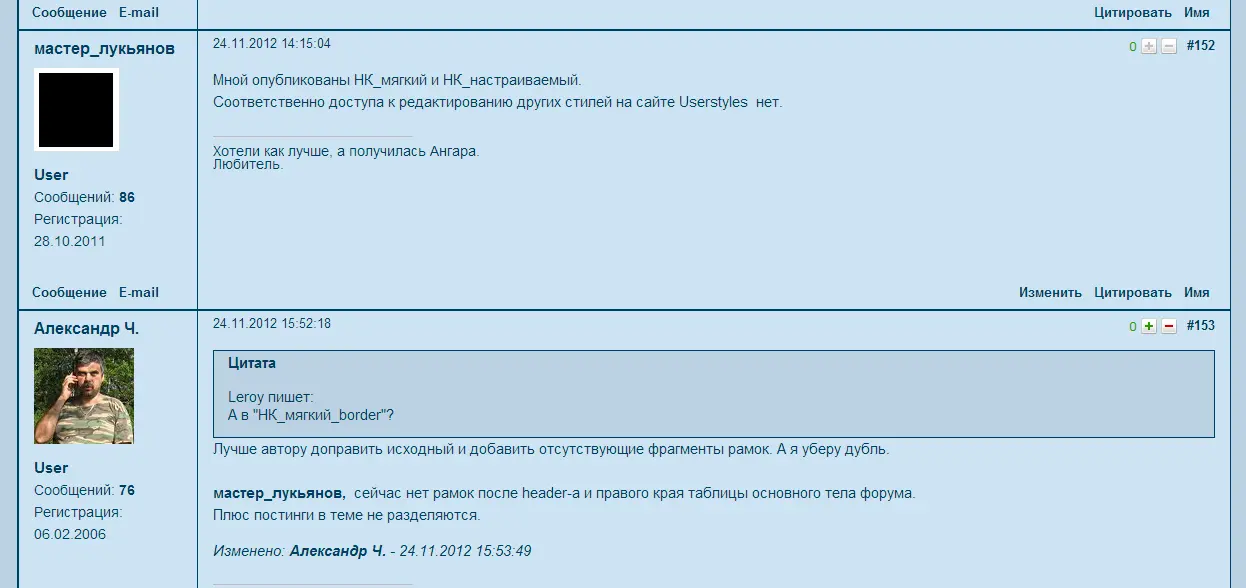 Сообщение E-mail Цитировать Имя
мастер_лукьянов 24.11.2012 14:15:04 0 + − #152
Мной опубликованы НК_мягкий и НК_настраиваемый.
Соответственно доступа к редактированию других стилей на сайте Userstyles нет.
Хотели как лучше, а получилась Ангара.
Любитель.
User
Сообщений: 86
Регистрация:
28.10.2011
Сообщение E-mail Изменить Цитировать Имя
Александр Ч. 24.11.2012 15:52:18 0 + − #153
Цитата
Leroy пишет:
А в "НК_мягкий_border"?
Лучше автору доправить исходный и добавить отсутствующие фрагменты рамок. А я уберу дубль.
User
Сообщений: 76
Регистрация:
06.02.2006
мастер_лукьянов, сейчас нет рамок после header-а и правого края таблицы основного тела форума.
Плюс постинги в теме не разделяются.
Изменено: Александр Ч. - 24.11.2012 15:53:49